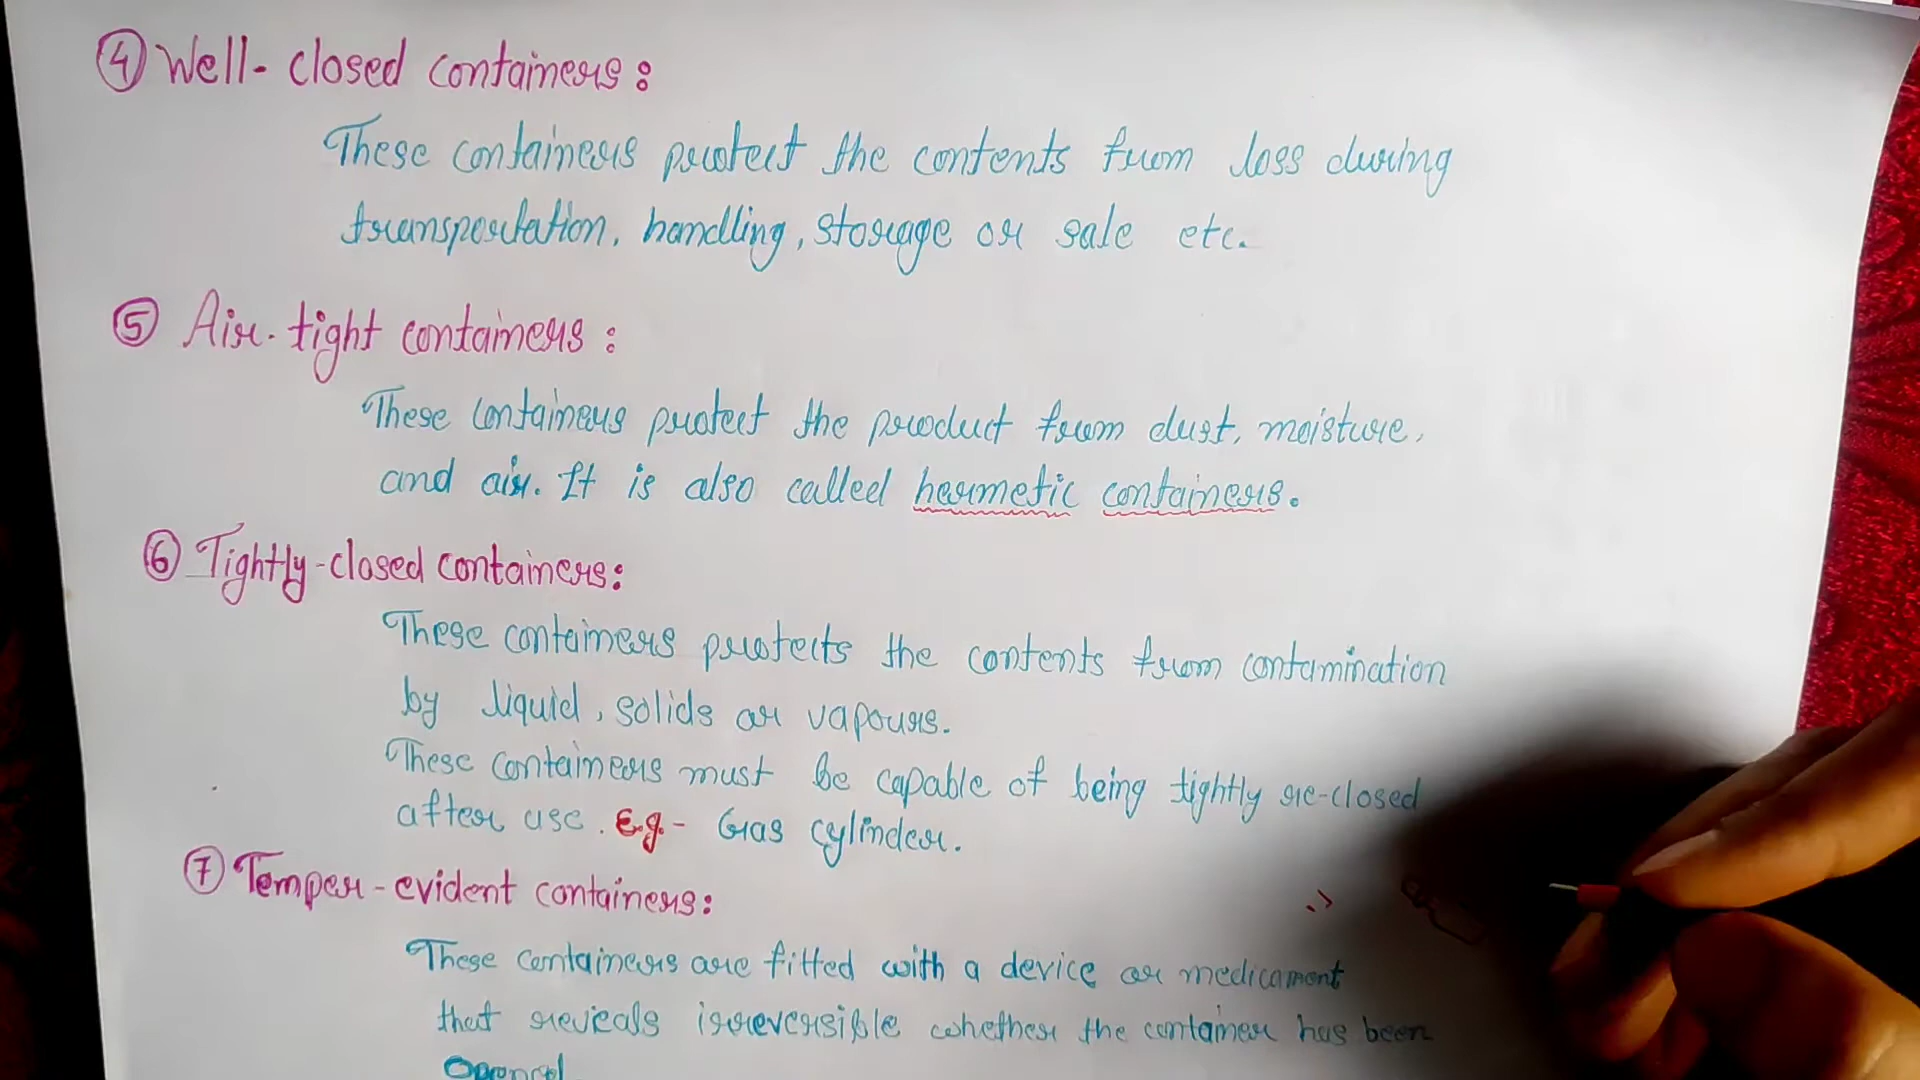 ④ Well-closed containers:
These containers protect the contents from loss during
transportation, handling, storage or sale etc.
⑤ Air-tight containers:
These containers protect the product from dust, moisture,
and air. It is also called hermetic containers.
⑥ Tightly-closed containers:
These containers protects the contents from contamination
by liquid, solids or vapours.
These containers must be capable of being tightly re-closed
after use. E.g.- Gas cylinder.
⑦ Temper-evident containers:
These containers are fitted with a device or medicament
that reveals irreversible whether the container has been
opened